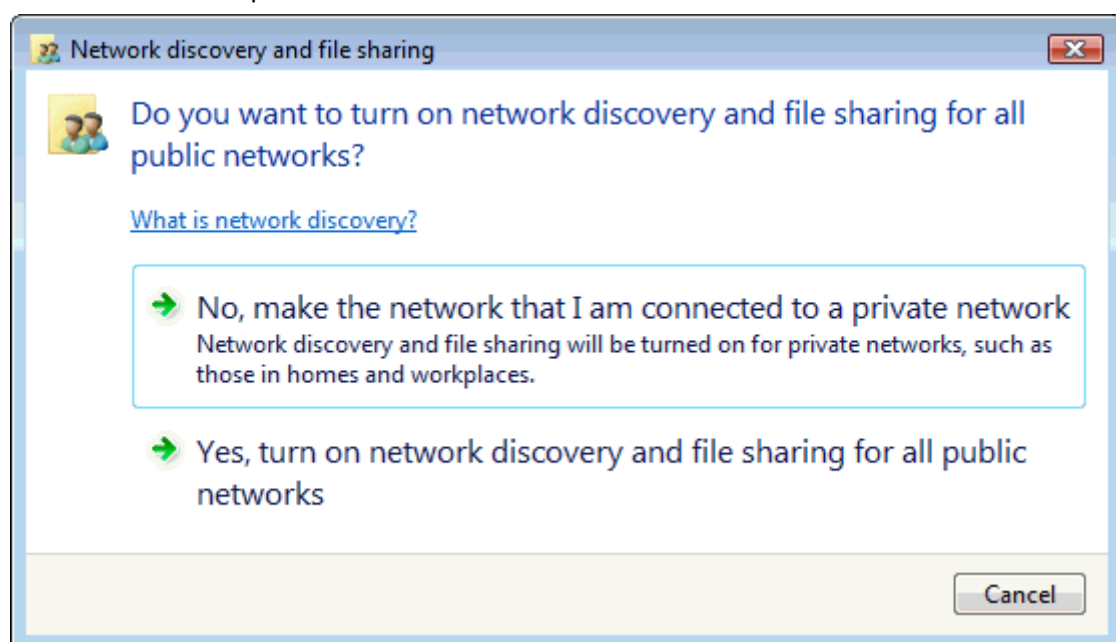 Network discovery and file sharing
Do you want to turn on network discovery and file sharing for all
public networks?
What is network discovery?
No, make the network that I am connected to a private network
Network discovery and file sharing will be turned on for private networks, such as
those in homes and workplaces.
Yes, turn on network discovery and file sharing for all public
networks
Cancel